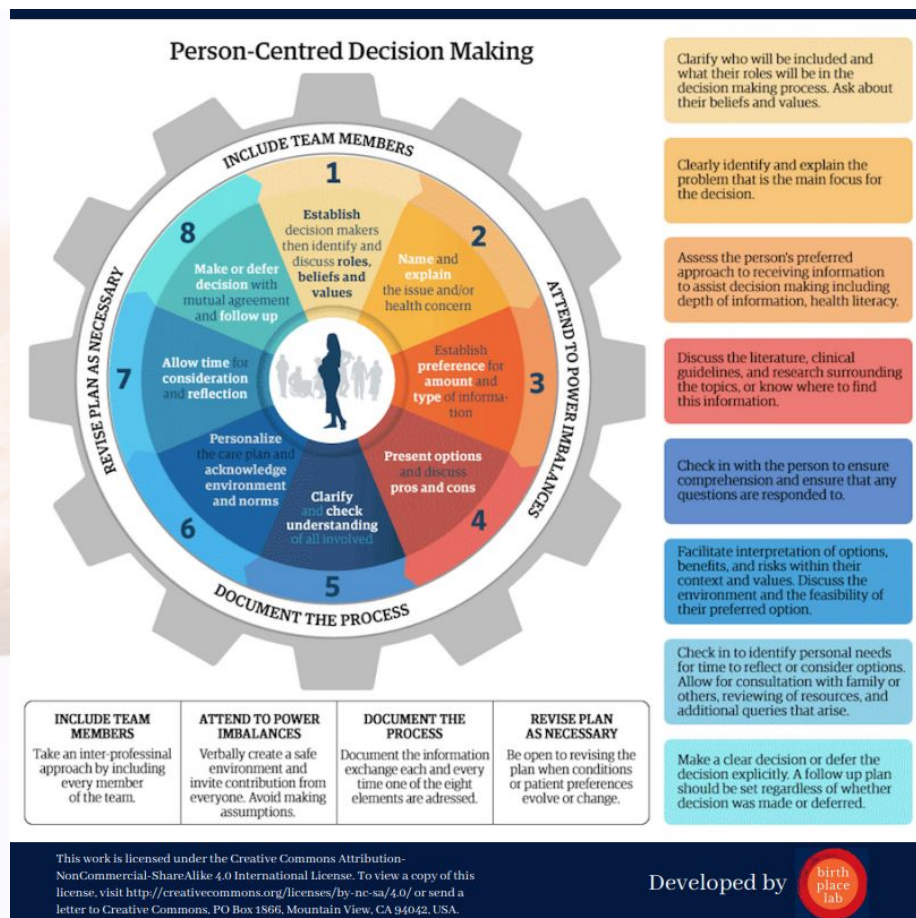 Person-Centred Decision Making
INCLUDE TEAM MEMBERS
ATTEND TO POWER IMBALANCES
DOCUMENT THE PROCESS
REVISE PLAN AS NECESSARY
1
Establish
decision makers
then identify and
discuss roles,
beliefs and
values
2
Name and
explain
the issue and/or
health concern
3
Establish
preference for
amount and
type of informa-
tion
4
Present options
and discuss
pros and cons
5
Clarify
and check
understanding
of all involved
6
Personalize
the care plan and
acknowledge
environment
and norms
7
Allow time for
consideration
and reflection
8
Make or defer
decision with
mutual agreement
and follow up
Clarify who will be included and
what their roles will be in the
decision making process. Ask about
their beliefs and values.
Clearly identify and explain the
problem that is the main focus for
the decision.
Assess the person's preferred
approach to receiving information
to assist decision making including
depth of information, health literacy.
Discuss the literature, clinical
guidelines, and research surrounding
the topics, or know where to find
this information.
Check in with the person to ensure
comprehension and ensure that any
questions are responded to.
Facilitate interpretation of options,
benefits, and risks within their
context and values. Discuss the
environment and the feasibility of
their preferred option.
Check in to identify personal needs
for time to reflect or consider options.
Allow for consultation with family or
others, reviewing of resources, and
additional queries that arise.
Make a clear decision or defer the
decision explicitly. A follow up plan
should be set regardless of whether
decision was made or deferred.
INCLUDE TEAM
MEMBERS
Take an inter-professinal
approach by including
every member
of the team.
ATTEND TO POWER
IMBALANCES
Verbally create a safe
environment and
invite contribution from
everyone. Avoid making
assumptions.
DOCUMENT THE
PROCESS
Document the information
exchange each and every
time one of the eight
elements are adressed.
REVISE PLAN
AS NECESSARY
Be open to revising the
plan when conditions
or patient preferences
evolve or change.
This work is licensed under the Creative Commons Attribution-
NonCommercial-ShareAlike 4.0 International License. To view a copy of this
license, visit http://creativecommons.org/licenses/by-nc-sa/4.0/ or send a
letter to Creative Commons, PO Box 1866, Mountain View, CA 94042, USA.
Developed by
birth
place
lab